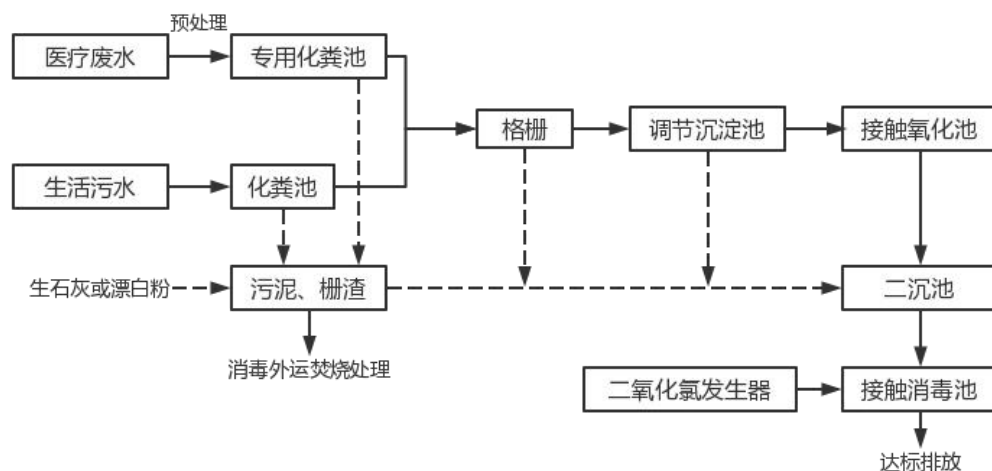 预处理
医疗废水
专用化粪池
格栅
调节沉淀池
接触氧化池
生活污水
化粪池
生石灰或漂白粉
污泥、栅渣
二沉池
消毒外运焚烧处理
二氧化氯发生器
接触消毒池
达标排放